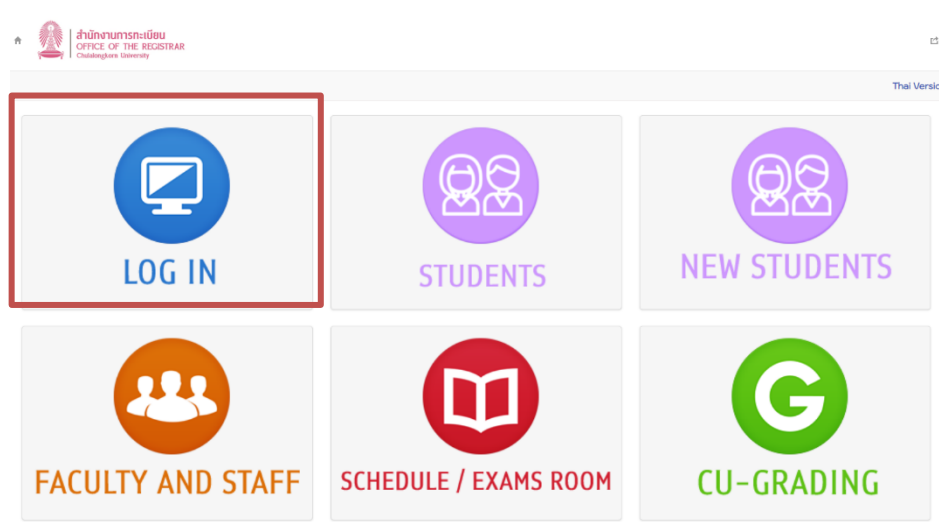 สำนักงานการทะเบียน
OFFICE OF THE REGISTRAR
Chulalongkorn University
Thai Versio
LOG IN
STUDENTS
NEW STUDENTS
FACULTY AND STAFF
SCHEDULE / EXAMS ROOM
G
CU-GRADING